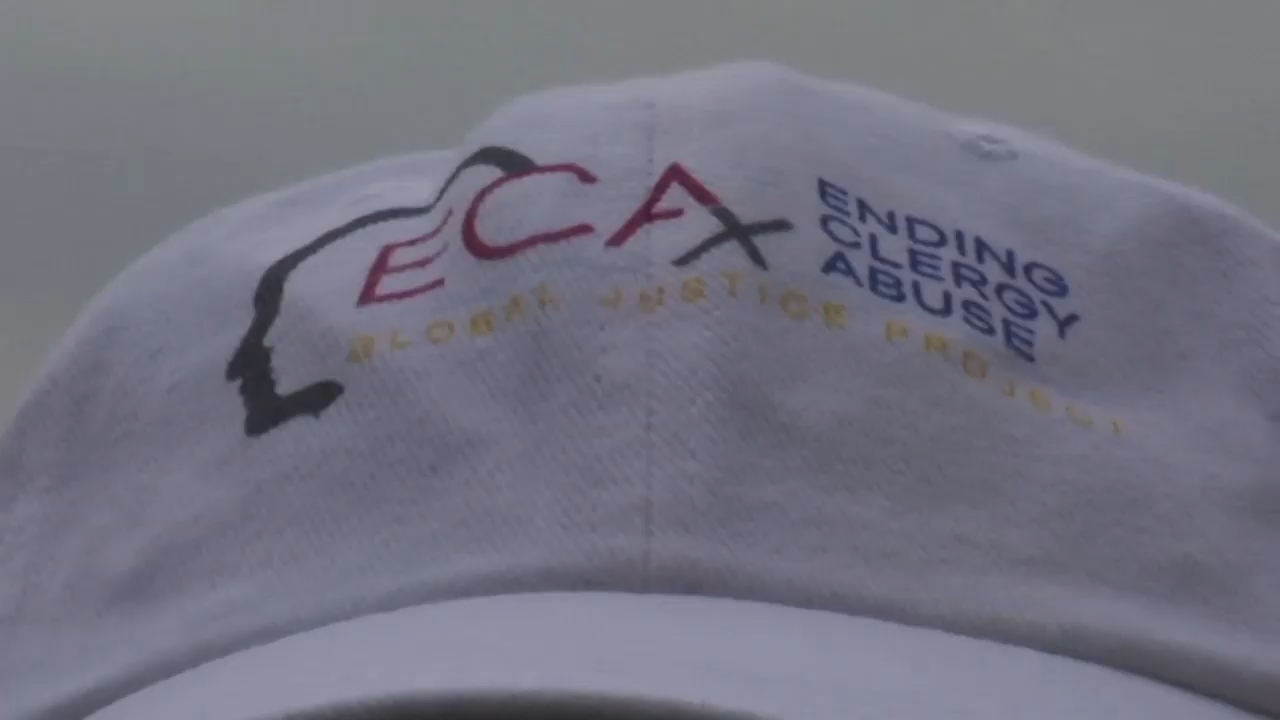 ECA
ENDING
CLERGY
ABUSE
GLOBAL JUSTICE PROJECT